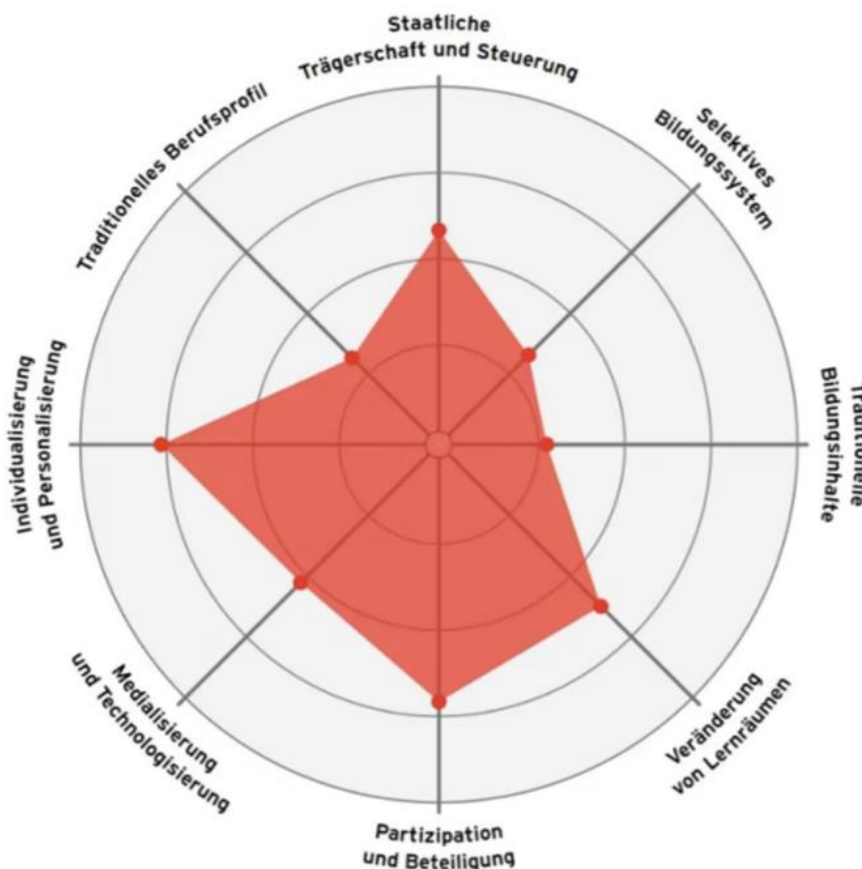 Staatliche
Trägerschaft und Steuerung
Selektives
Bildungssystem
Traditionelle
Bildungsinhalte
Veränderung
von Lernräumen
Partizipation
und Beteiligung
Medialisierung
und Technologisierung
Individualisierung
und Personalisierung
Traditionelles Berufsprofil